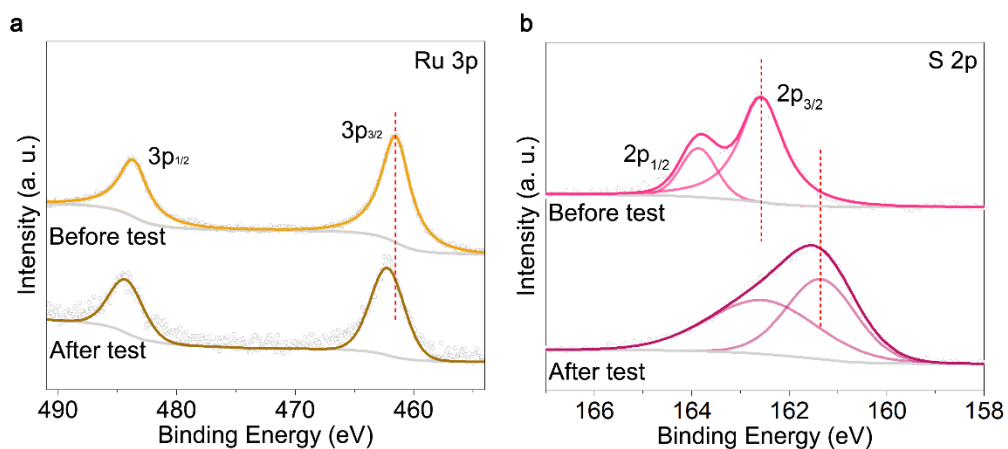 a
Ru 3p
3p1/2
3p3/2
Before test
After test
Intensity (a. u.)
490 480 470 460
Binding Energy (eV)
b
S 2p
2p3/2
2p1/2
Before test
After test
Intensity (a. u.)
166 164 162 160 158
Binding Energy (eV)